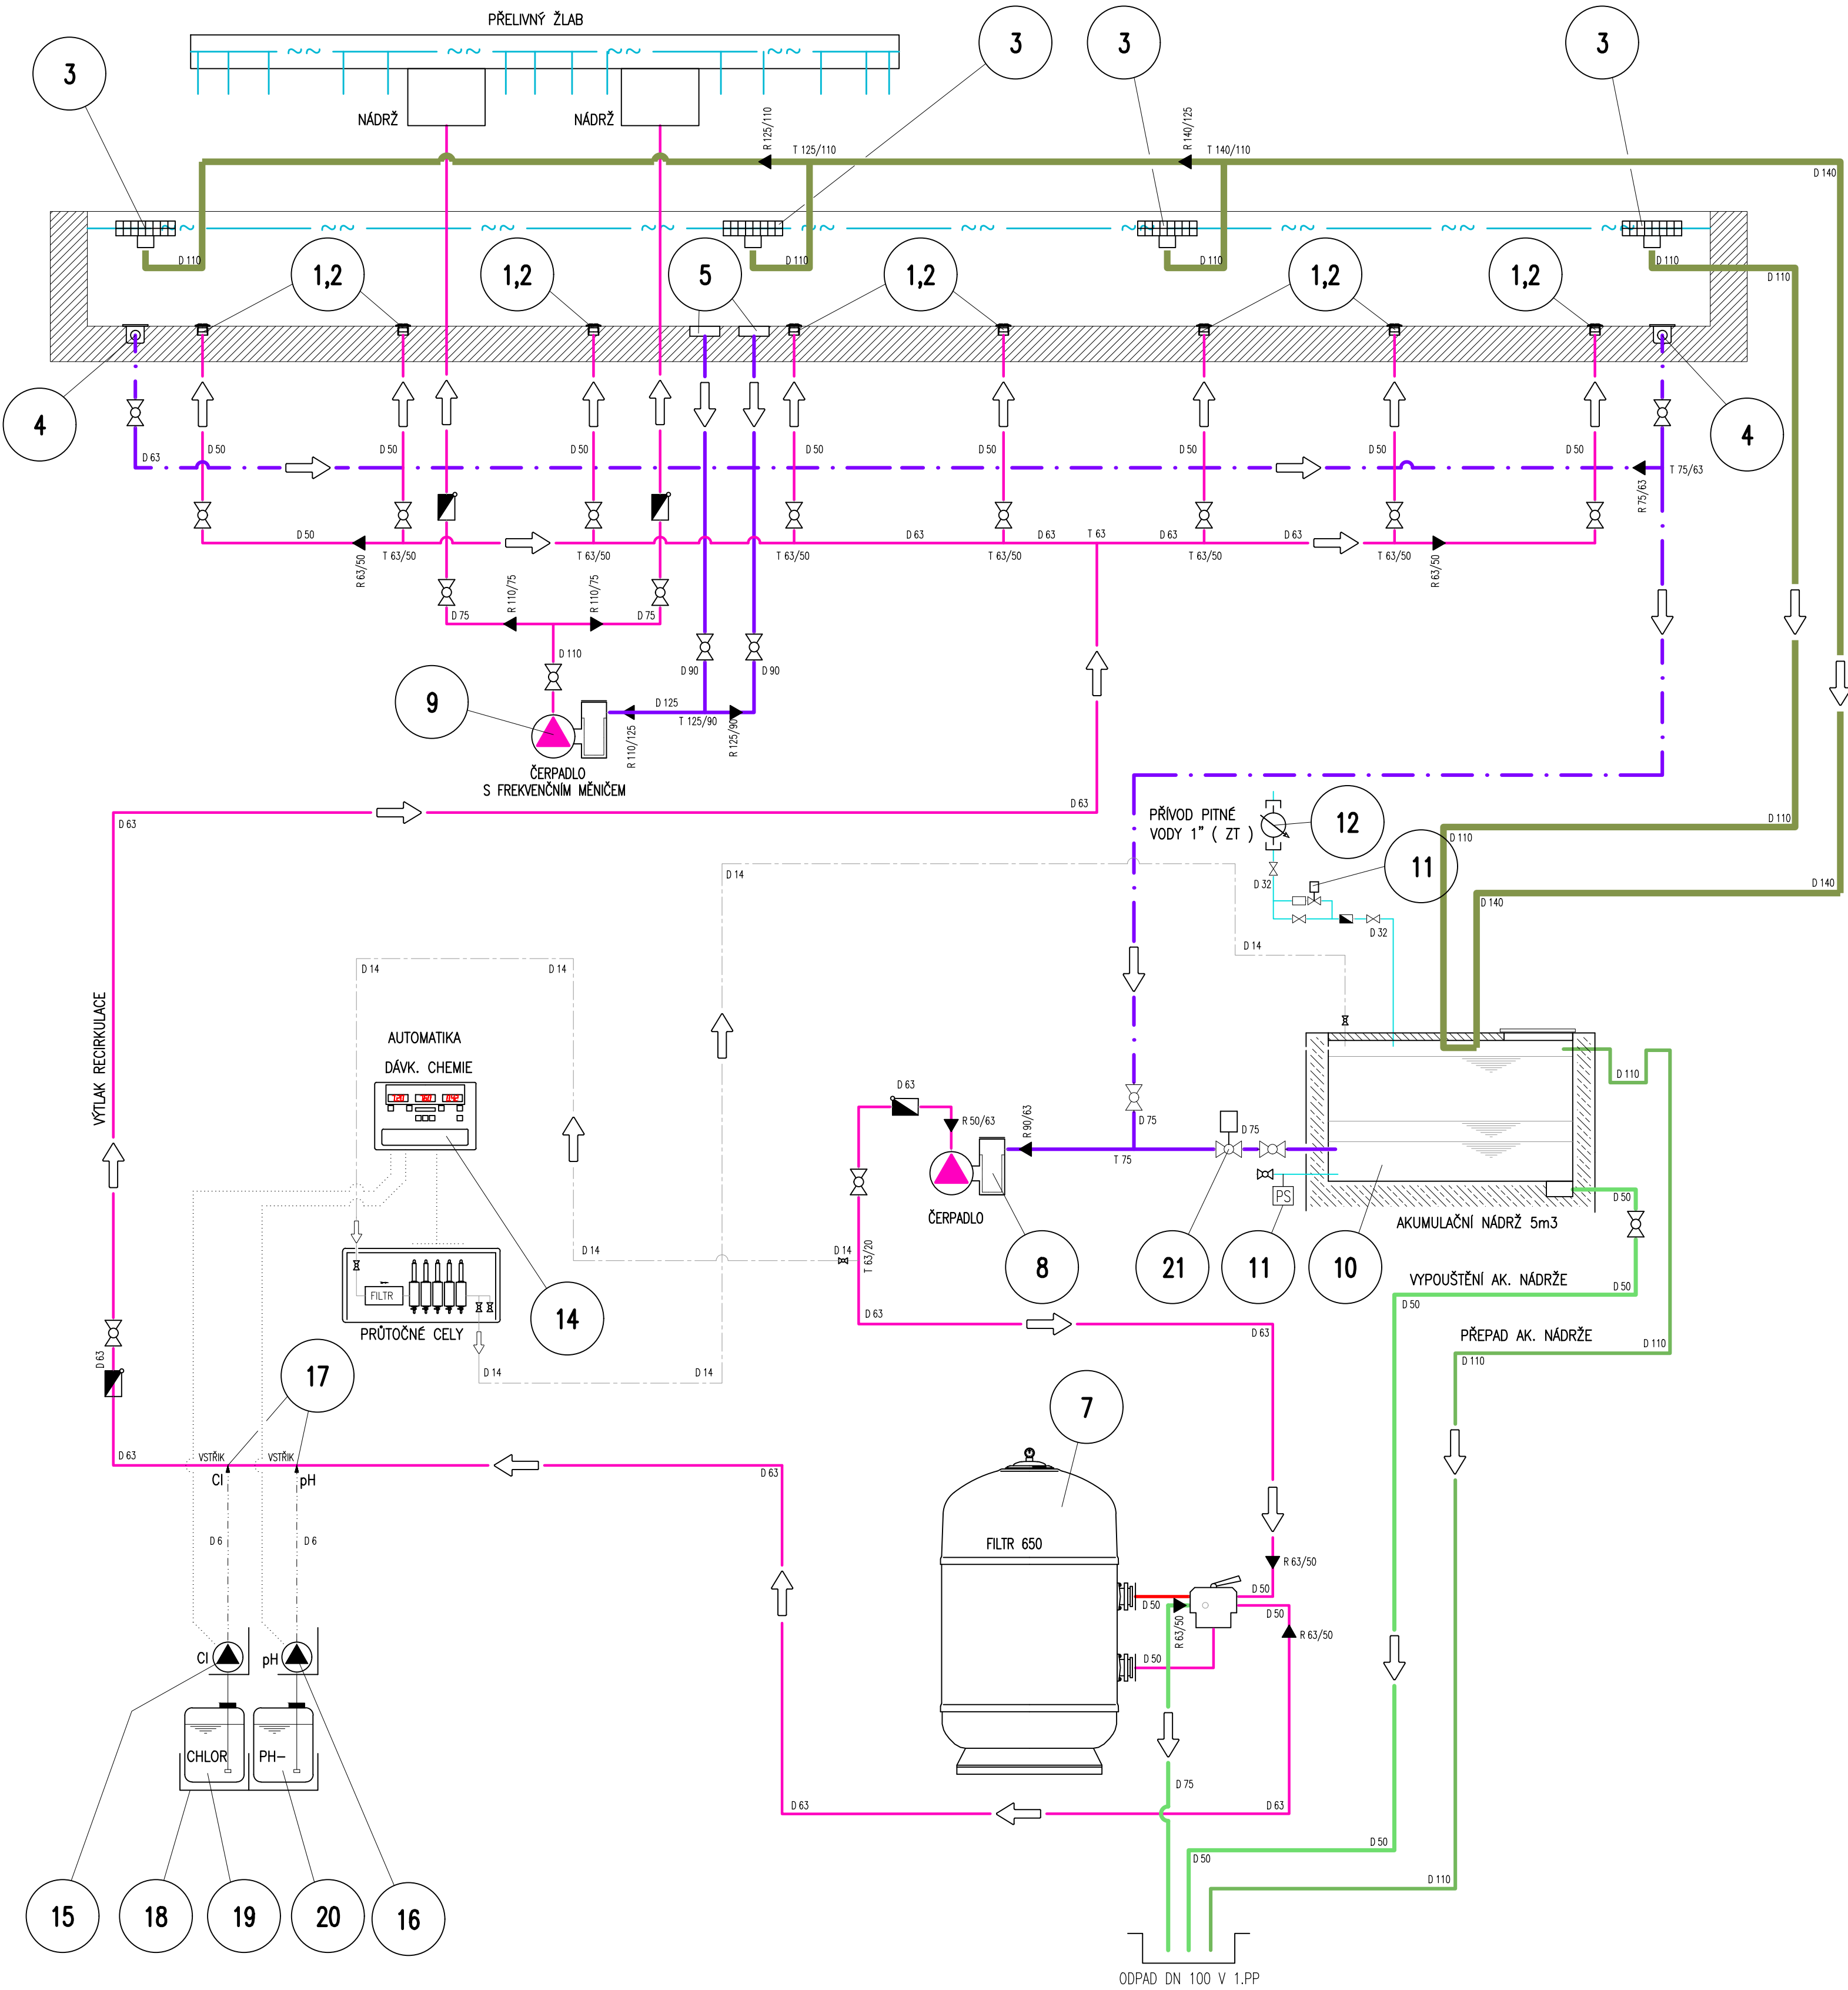 PŘELIVNÝ ŽLAB
3
3
3
3
NÁDRŽ
NÁDRŽ
R 125/110
T 125/110
R 140/125
T 140/110
D 140
D 110
D 110
D 110
D 110
D 110
1,2
1,2
5
1,2
1,2
1,2
4
4
D 63
D 50
D 50
D 50
D 50
D 50
D 50
D 50
D 50
T 75/63
R 75/63
D 50
R 63/50
T 63/50
T 63/50
T 63/50
D 63
T 63/50
D 63
T 63
D 63
T 63/50
D 63
T 63/50
R 63/50
D 75
R 110/75
R 110/75
D 75
D 110
D 90
D 90
9
D 125
T 125/90
R 110/125
R 125/90
ČERPADLO
S FREKVENČNÍM MĚNIČEM
D 63
D 63
PŘÍVOD PITNÉ
VODY 1" ( ZT )
12
11
D 110
D 110
D 32
D 32
D 140
D 140
D 14
D 14
D 14
D 14
VÝTLAK RECIRKULACE
AUTOMATIKA
DÁVK. CHEMIE
D 63
R 50/63
R 90/63
D 75
D 75
T 75
D 110
PS
ČERPADLO
AKUMULAČNÍ NÁDRŽ 5m3
D 50
D 14
D 14
T 63/20
8
21
11
10
FILTR
14
PRŮTOČNÉ CELY
VYPOUŠTĚNÍ AK. NÁDRŽE
D 50
D 50
D 63
D 63
PŘEPAD AK. NÁDRŽE
D 110
D 110
D 63
D 14
D 14
17
7
D 63
VSTŘIK
VSTŘIK
Cl
pH
D 63
D 6
D 6
FILTR 650
R 63/50
D 50
D 50
D 50
R 63/50
R 63/50
D 50
Cl
pH
CHLOR
PH-
D 75
D 63
D 63
D 50
D 50
D 110
15
18
19
20
16
ODPAD DN 100 V 1.PP